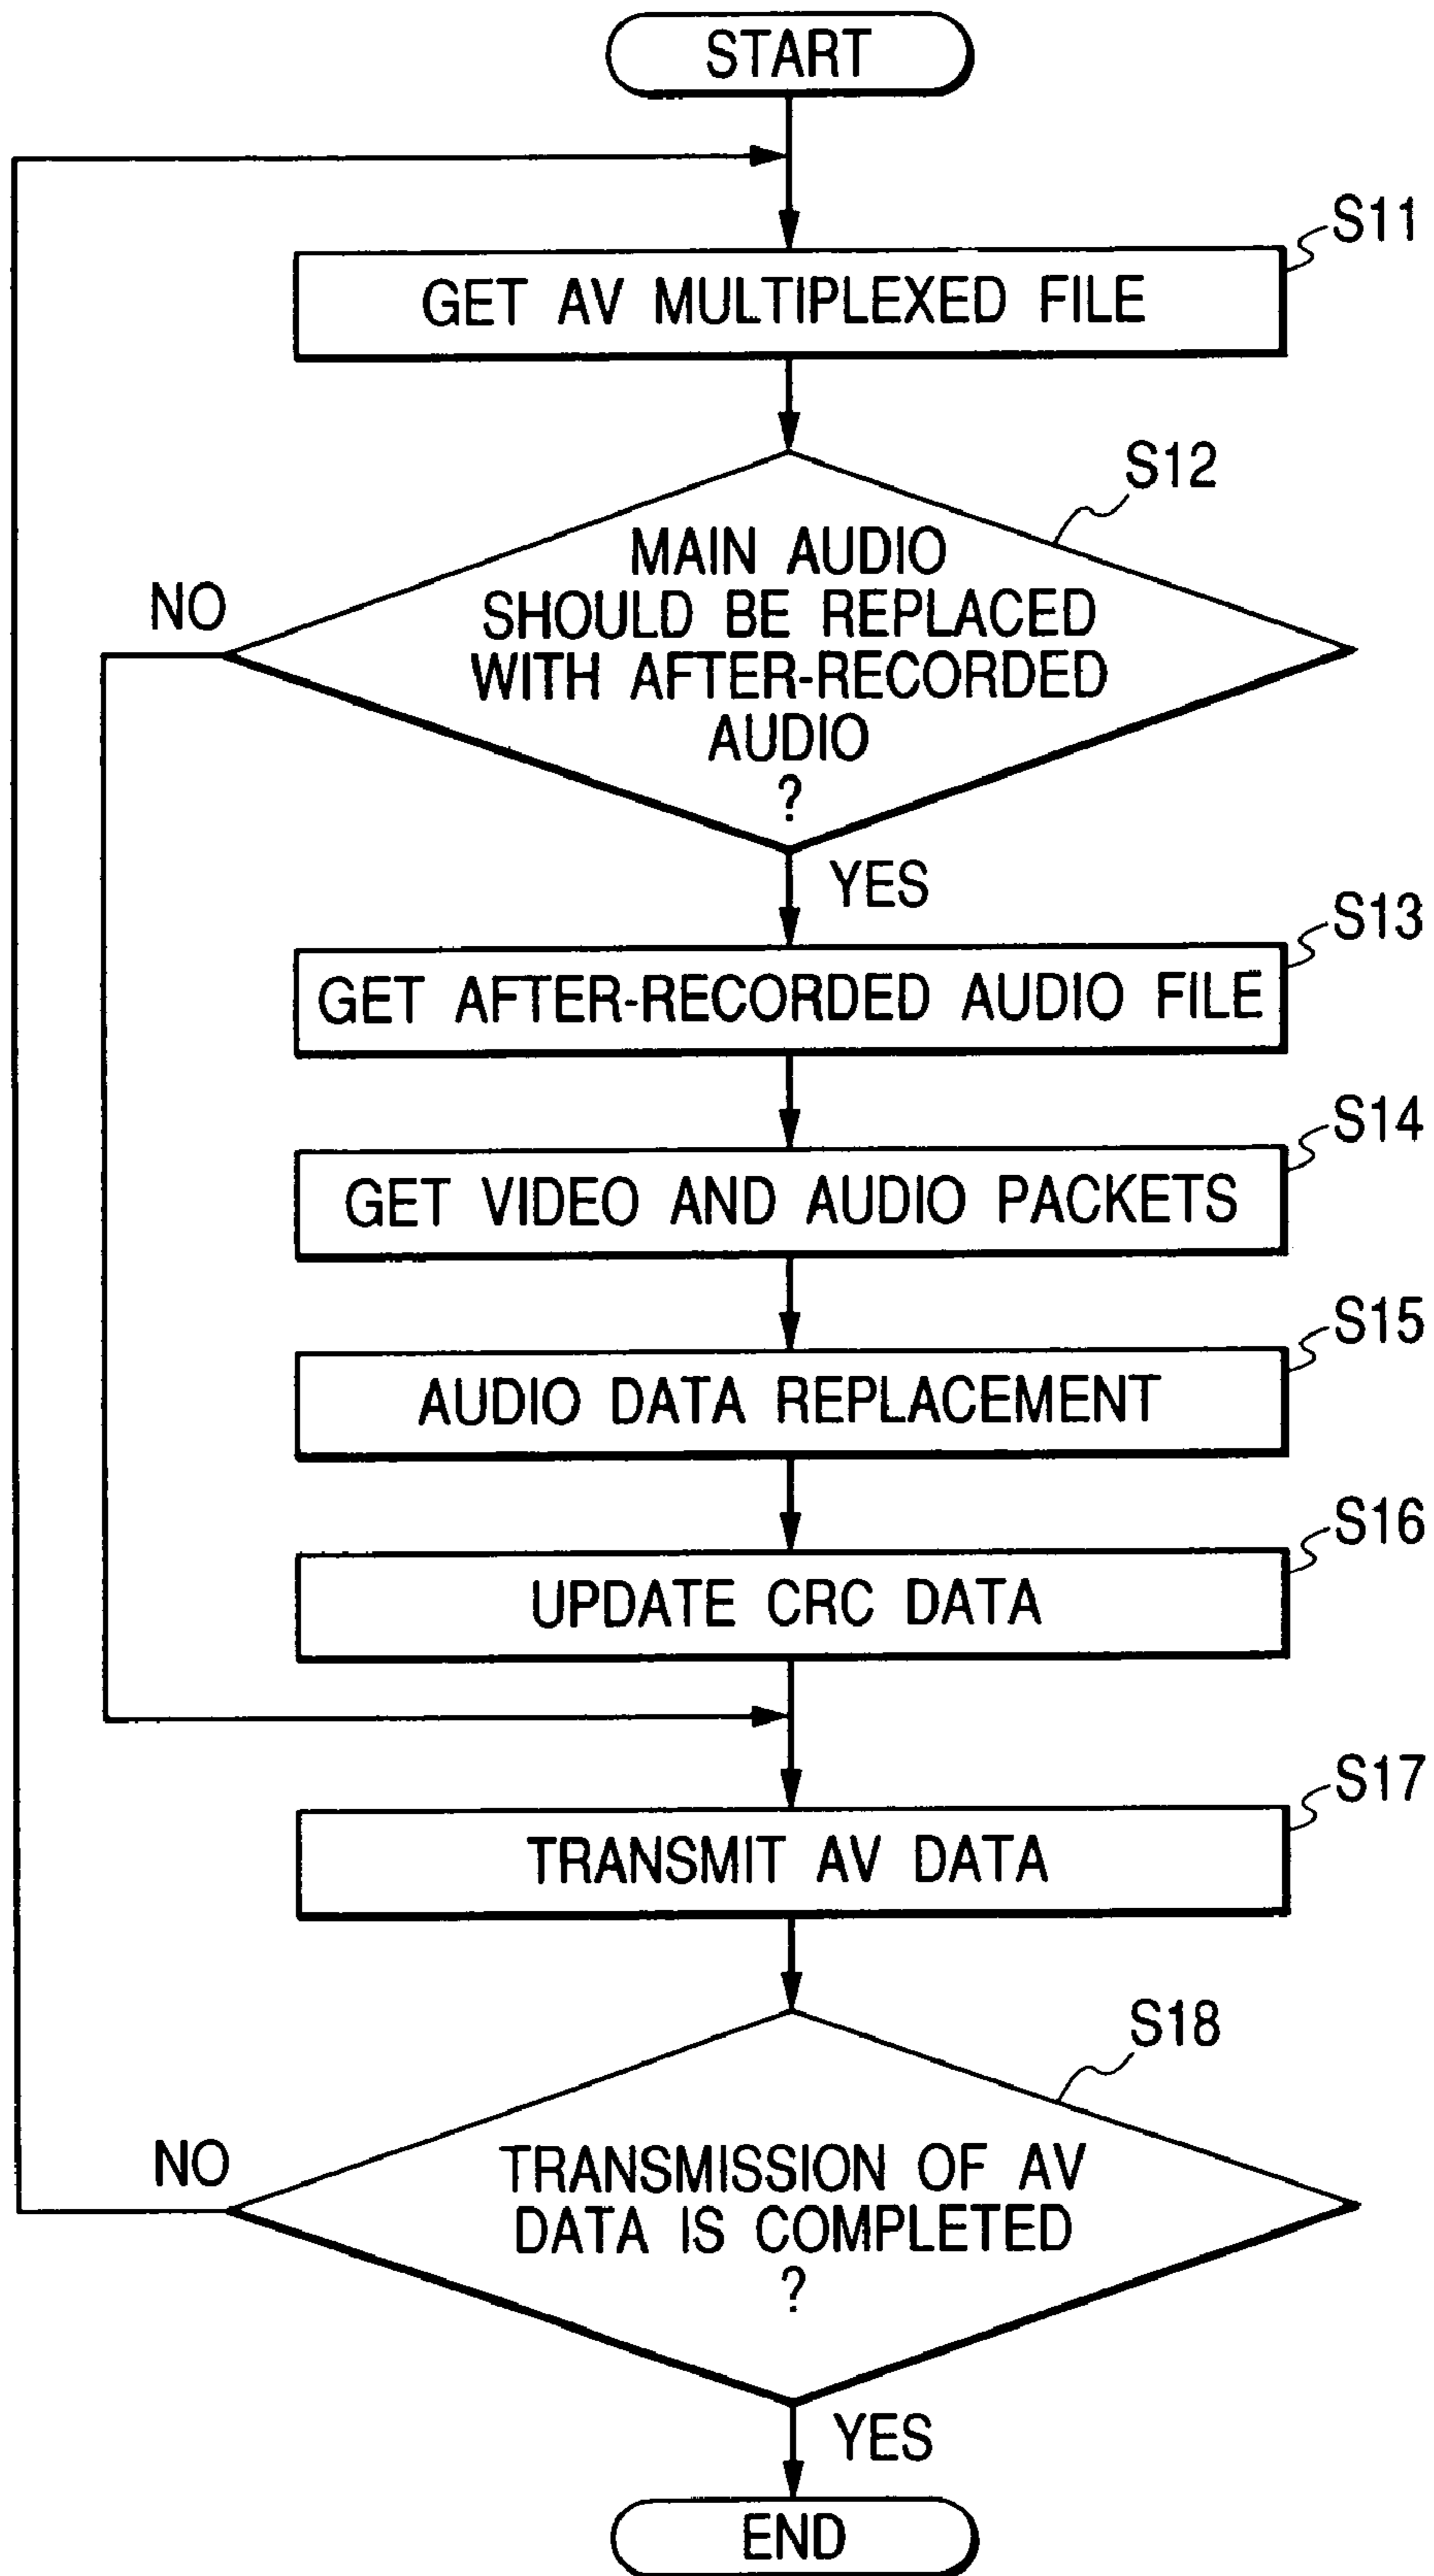 START
S11
GET AV MULTIPLEXED FILE
S12
MAIN AUDIO
SHOULD BE REPLACED
WITH AFTER-RECORDED
AUDIO
?
NO
YES
S13
GET AFTER-RECORDED AUDIO FILE
S14
GET VIDEO AND AUDIO PACKETS
S15
AUDIO DATA REPLACEMENT
S16
UPDATE CRC DATA
S17
TRANSMIT AV DATA
S18
NO
TRANSMISSION OF AV
DATA IS COMPLETED
?
YES
END